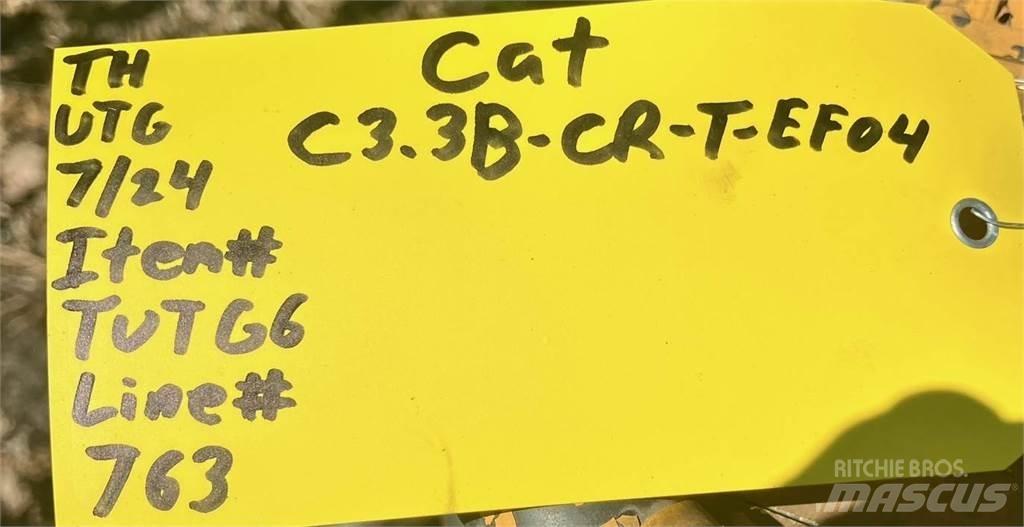 TH
UTG
7/24
Item#
TUTG6
Line#
763
Cat
C3.3B-CR-T-EF04
RITCHIE BROS.
MASCUS